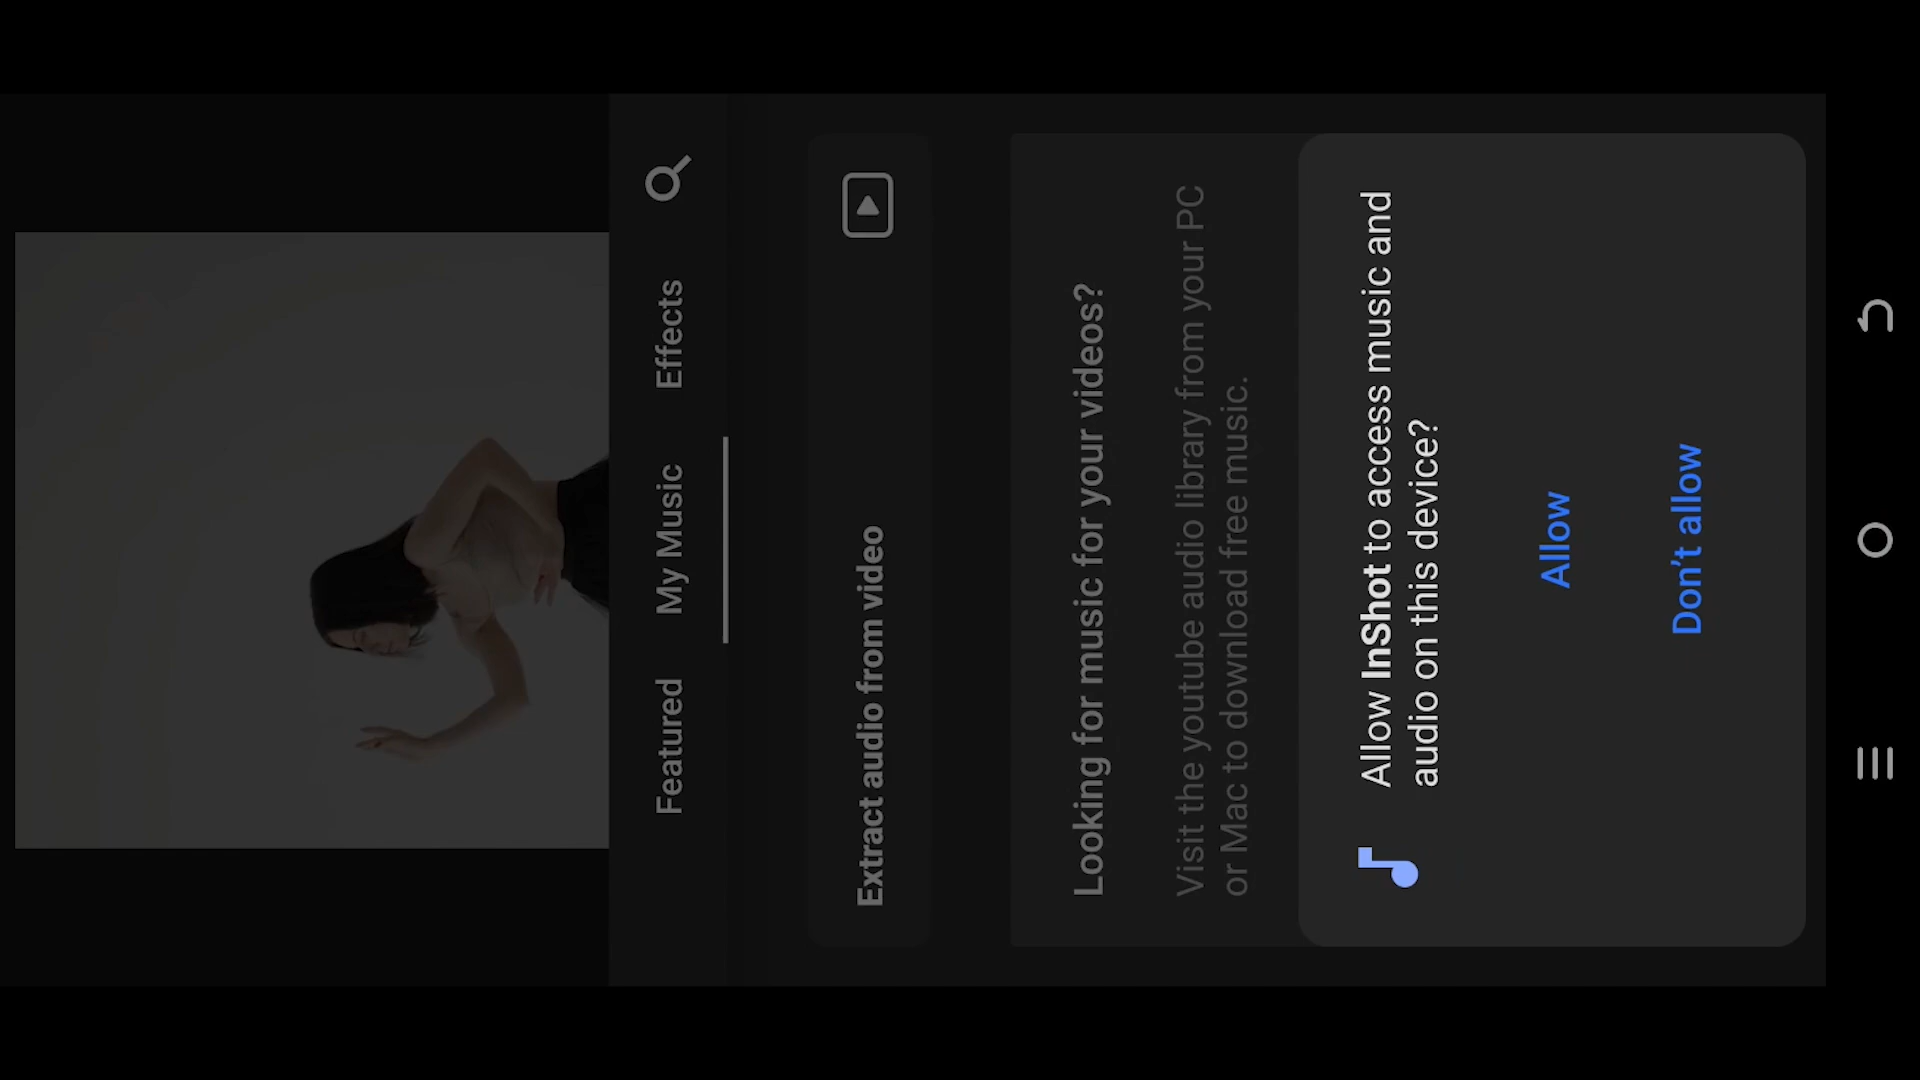 Featured
My Music
Effects
Extract audio from video
Looking for music for your videos?
Visit the youtube audio library from your PC
or Mac to download free music.
Allow InShot to access music and
audio on this device?
Allow
Don't allow